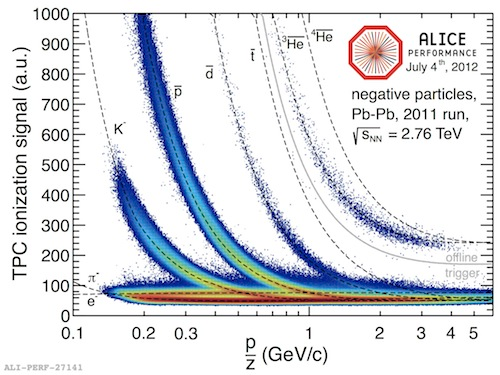 1000
900
800
700
600
500
400
300
200
100
0
TPC ionization signal (a.u.)
K⁻
p̄
d̄
t̄
³H̅e̅
⁴H̅e̅
π⁻
e⁻
ALICE
PERFORMANCE
July 4th, 2012
negative particles,
Pb-Pb, 2011 run,
√sNN = 2.76 TeV
offline
trigger
0.1 0.2 0.3 1 2 3 4 5
p/z (GeV/c)
ALI-PERF-27141